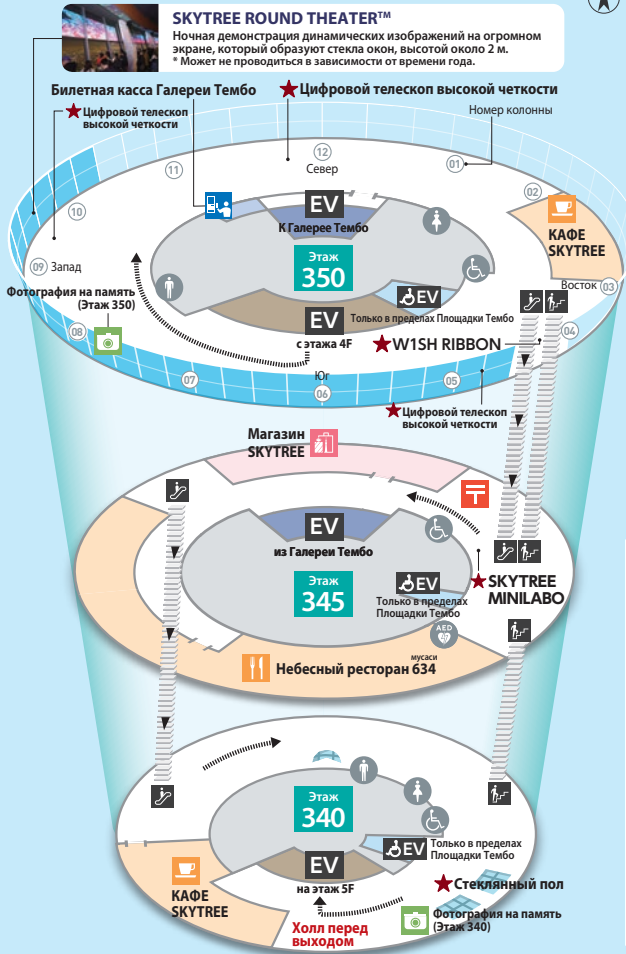 SKYTREE ROUND THEATER™
Ночная демонстрация динамических изображений на огромном
экране, который образуют стекла окон, высотой около 2 м.
* Может не проводиться в зависимости от времени года.
Билетная касса Галереи Тембо
★Цифровой телескоп высокой четкости
★Цифровой телескоп
высокой четкости
Номер колонны
12
Север
11
01
10
02
EV
К Галерее Тембо
КАФЕ
SKYTREE
Этаж
350
09 Запад
Восток 03
Фотография на память
(Этаж 350)
EV
Только в пределах Площадки Тембо
EV
с этажа 4F
★W1SH RIBBON
08
04
07
Юг
06
05
★Цифровой телескоп
высокой четкости
Магазин
SKYTREE
EV
из Галереи Тембо
Этаж
345
EV
Только в пределах
Площадки Тембо
★SKYTREE
MINILABO
AED
мусаси
Небесный ресторан 634
Этаж
340
EV
Только в пределах
Площадки Тембо
EV
на этаж 5F
КАФЕ
SKYTREE
★Стеклянный пол
Фотография на память
(Этаж 340)
Холл перед
выходом